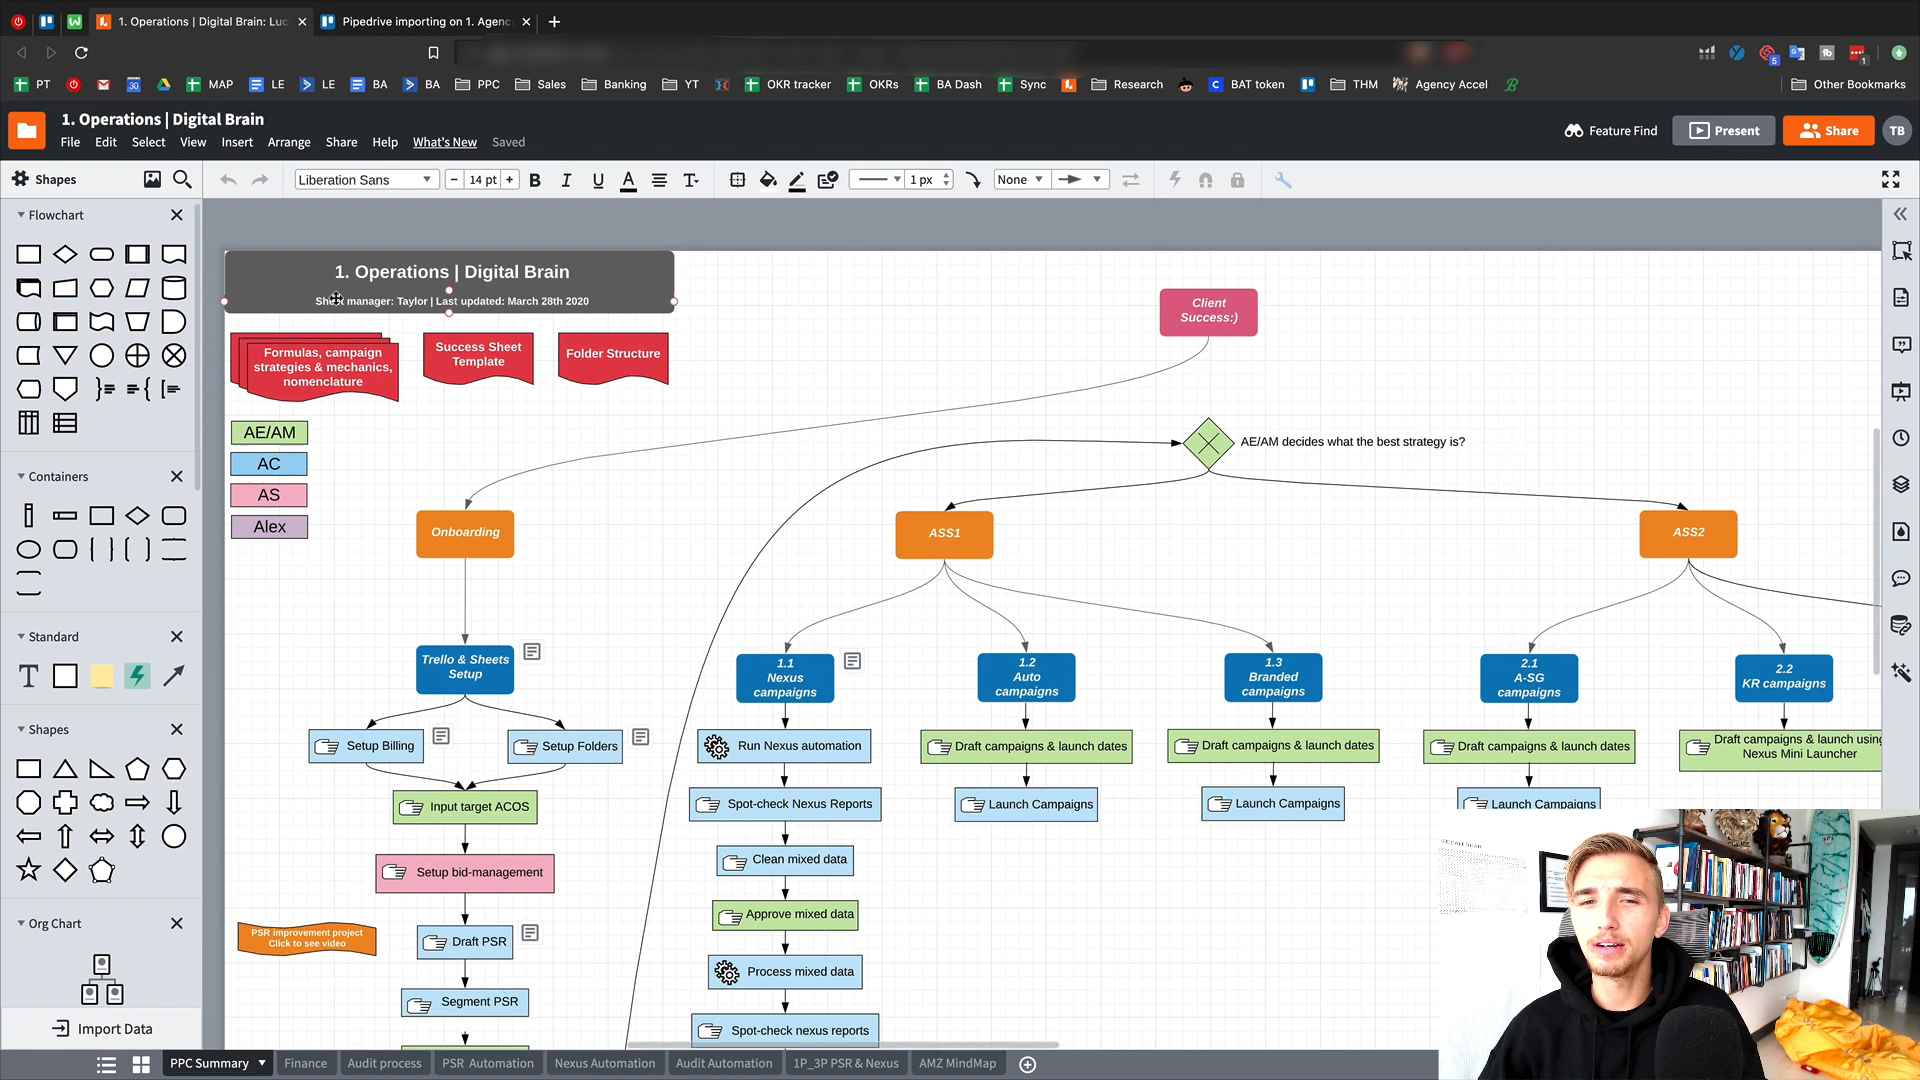 1. Operations | Digital Brain: Luc
Pipedrive importing on 1. Agenc
PT
MAP
LE
LE
BA
BA
PPC
Sales
Banking
YT
OKR tracker
OKRs
BA Dash
Sync
Research
BAT token
THM
Agency Accel
Other Bookmarks
1. Operations | Digital Brain
File
Edit
Select
View
Insert
Arrange
Share
Help
What's New
Saved
Feature Find
Present
Share
TB
Shapes
Liberation Sans
14 pt
B
I
U
A
1 px
None
Flowchart
Containers
Standard
Shapes
Org Chart
Import Data
1. Operations | Digital Brain
Sheet manager: Taylor | Last updated: March 28th 2020
Formulas, campaign
strategies & mechanics,
nomenclature
Success Sheet
Template
Folder Structure
AE/AM
AC
AS
Alex
Client
Success:)
AE/AM decides what the best strategy is?
Onboarding
ASS1
ASS2
Trello & Sheets
Setup
1.1
Nexus
campaigns
1.2
Auto
campaigns
1.3
Branded
campaigns
2.1
A-SG
campaigns
2.2
KR campaigns
Setup Billing
Setup Folders
Run Nexus automation
Draft campaigns & launch dates
Draft campaigns & launch dates
Draft campaigns & launch dates
Draft campaigns & launch using
Nexus Mini Launcher
Input target ACOS
Spot-check Nexus Reports
Launch Campaigns
Launch Campaigns
Launch Campaigns
Setup bid-management
Clean mixed data
Approve mixed data
PSR improvement project
Click to see video
Draft PSR
Process mixed data
Segment PSR
Spot-check nexus reports
PPC Summary
Finance
Audit process
PSR Automation
Nexus Automation
Audit Automation
1P_3P PSR & Nexus
AMZ MindMap